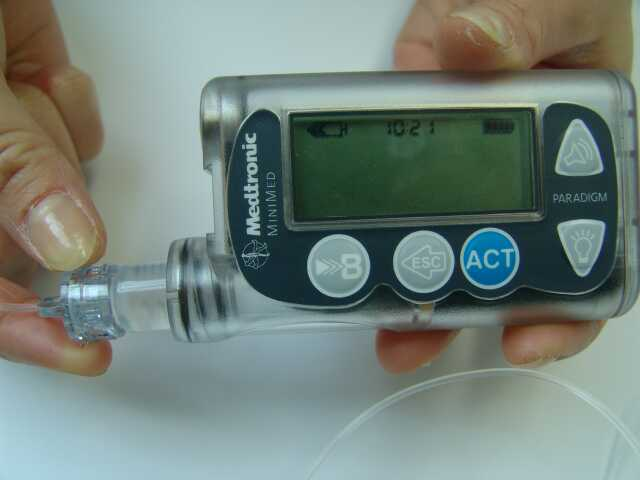 10:21
Medtronic
MINIMED
PARADIGM
B
ESC
ACT